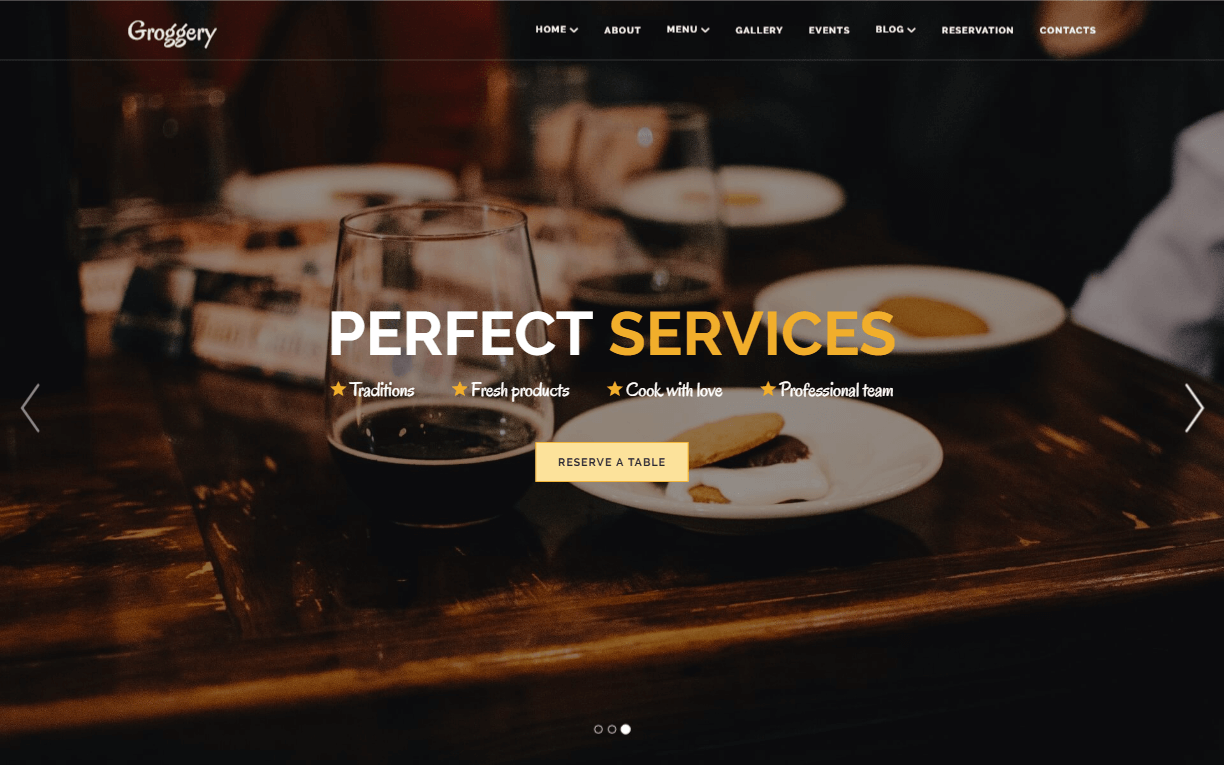 Groggery
HOME ABOUT MENU GALLERY EVENTS BLOG RESERVATION CONTACTS
PERFECT SERVICES
Traditions Fresh products Cook with love Professional team
RESERVE A TABLE